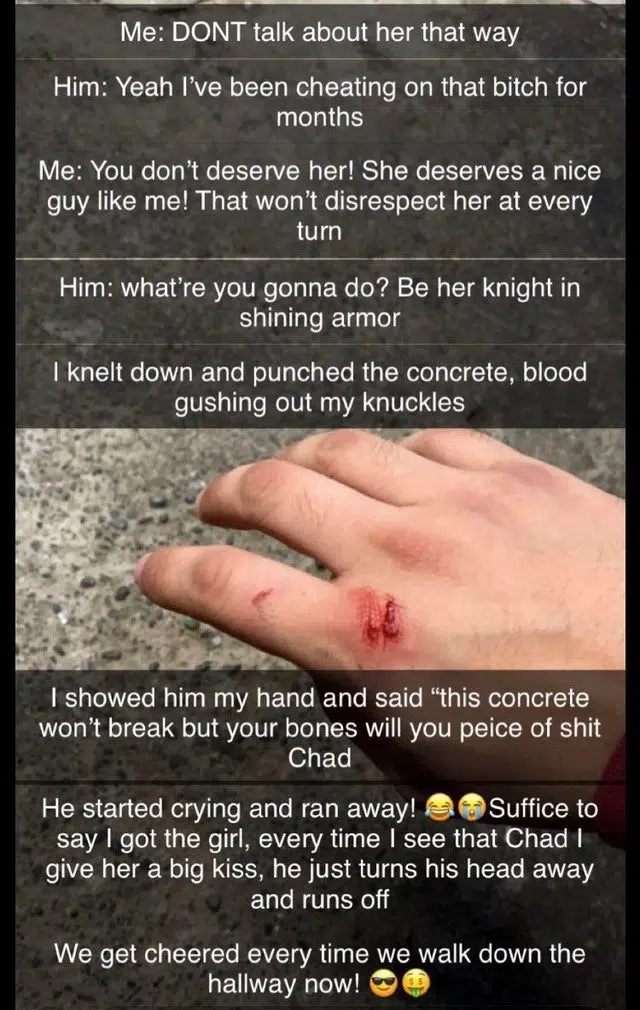 Me: DONT talk about her that way
Him: Yeah I've been cheating on that bitch for
months
Me: You don't deserve her! She deserves a nice
guy like me! That won't disrespect her at every
turn
Him: what're you gonna do? Be her knight in
shining armor
I knelt down and punched the concrete, blood
gushing out my knuckles
I showed him my hand and said “this concrete
won't break but your bones will you peice of shit
Chad
He started crying and ran away! 😂😭Suffice to
say I got the girl, every time I see that Chad I
give her a big kiss, he just turns his head away
and runs off
We get cheered every time we walk down the
hallway now! 😎🤑